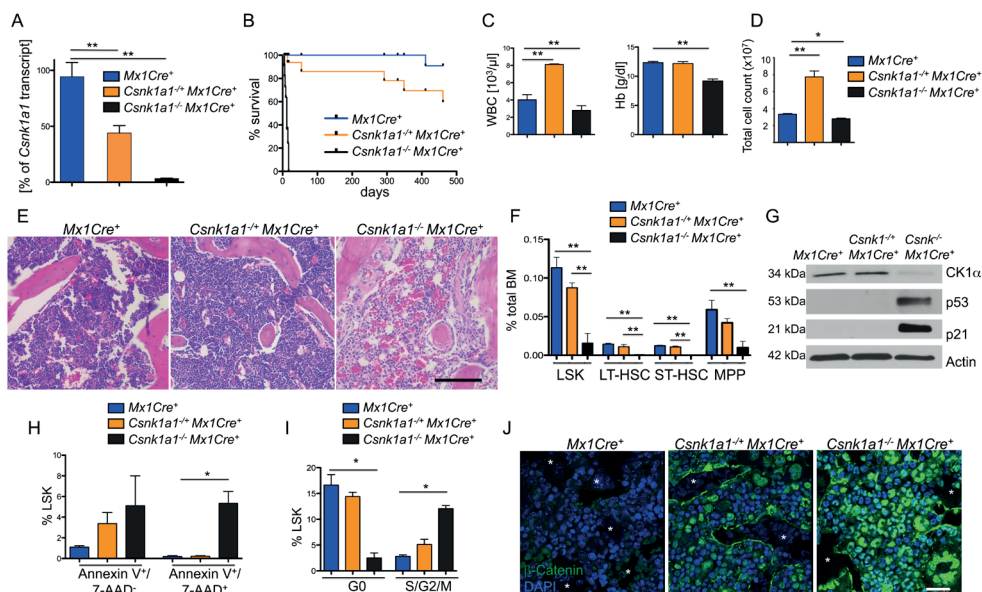 A
[% of Csnk1a1 transcript]
100
50
0
**
**
Mx1Cre+
Csnk1a1-/+ Mx1Cre+
Csnk1a1-/- Mx1Cre+
B
% survival
100
80
60
40
20
0
0 100 200 300 400 500
days
Mx1Cre+
Csnk1a1-/+ Mx1Cre+
Csnk1a1-/- Mx1Cre+
C
WBC [10³/µl]
10
5
0
**
**
Hb [g/dl]
15
10
5
0
**
Mx1Cre+
Csnk1a1-/+ Mx1Cre+
Csnk1a1-/- Mx1Cre+
D
Total cell count (x10⁷)
10
8
6
4
2
0
*
**
Mx1Cre+
Csnk1a1-/+ Mx1Cre+
Csnk1a1-/- Mx1Cre+
E
Mx1Cre+ Csnk1a1-/+ Mx1Cre+ Csnk1a1-/- Mx1Cre+
F
Mx1Cre+
Csnk1a1-/+ Mx1Cre+
Csnk1a1-/- Mx1Cre+
% total BM
0.15
0.10
0.05
0.00
**
**
**
**
**
**
**
LSK LT-HSC ST-HSC MPP
G
Mx1Cre+
Csnk1-/+
Mx1Cre+
Csnk-/-
Mx1Cre+
34 kDa CK1α
53 kDa p53
21 kDa p21
42 kDa Actin
H
Mx1Cre+
Csnk1a1-/+ Mx1Cre+
Csnk1a1-/- Mx1Cre+
% LSK
10
8
6
4
2
0
*
Annexin V+/
7-AAD-
Annexin V+/
7-AAD+
I
Mx1Cre+
Csnk1a1-/+ Mx1Cre+
Csnk1a1-/- Mx1Cre+
% LSK
20
15
10
5
0
*
*
G0 S/G2/M
J
Mx1Cre+ Csnk1a1-/+ Mx1Cre+ Csnk1a1-/- Mx1Cre+
β-Catenin
DAPI